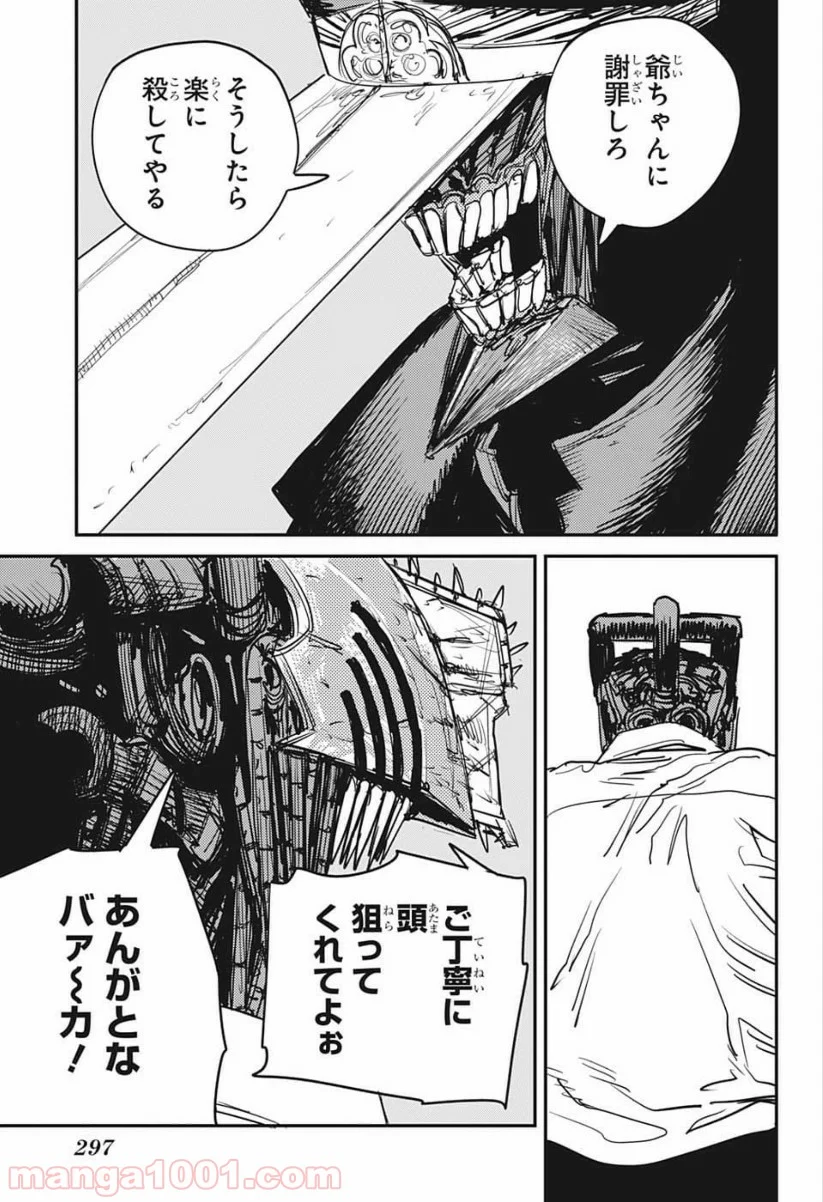 爺ちゃんに
謝罪しろ
そうしたら
楽に
殺してやる
ご丁寧に
頭
狙って
くれてよぉ
あんがとな
バァ〜カ!
297
manga1001.com